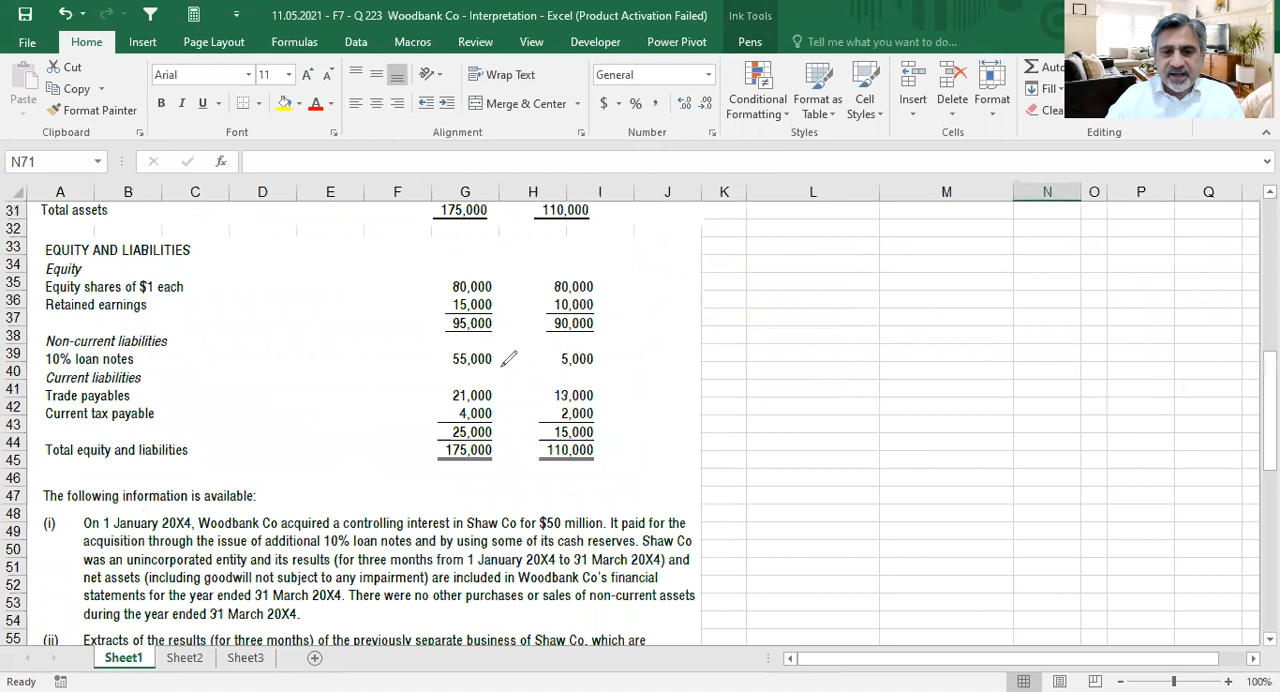 11.05.2021 - F7 - Q 223 Woodbank Co - Interpretation - Excel (Product Activation Failed)
Ink Tools
File Home Insert Page Layout Formulas Data Macros Review View Developer Power Pivot Pens Tell me what you want to do...
Paste
Cut
Copy
Format Painter
Clipboard
Arial 11
B I U
Font
Wrap Text
Merge & Center
Alignment
General
$ % ,
Number
Conditional Formatting
Format as Table
Cell Styles
Styles
Insert Delete Format
Cells
Auto
Fill
Clea
Editing
N71
fx
A B C D E F G H I J K L M N O P Q
31 Total assets 175,000 110,000
32
33 EQUITY AND LIABILITIES
34 Equity
35 Equity shares of $1 each 80,000 80,000
36 Retained earnings 15,000 10,000
37 95,000 90,000
38 Non-current liabilities
39 10% loan notes 55,000 5,000
40 Current liabilities
41 Trade payables 21,000 13,000
42 Current tax payable 4,000 2,000
43 25,000 15,000
44 Total equity and liabilities 175,000 110,000
45
46
47 The following information is available:
48 (i) On 1 January 20X4, Woodbank Co acquired a controlling interest in Shaw Co for $50 million. It paid for the
49 acquisition through the issue of additional 10% loan notes and by using some of its cash reserves. Shaw Co
50 was an unincorporated entity and its results (for three months from 1 January 20X4 to 31 March 20X4) and
51 net assets (including goodwill not subject to any impairment) are included in Woodbank Co's financial
52 statements for the year ended 31 March 20X4. There were no other purchases or sales of non-current assets
53 during the year ended 31 March 20X4.
54
55 (ii) Extracts of the results (for three months) of the previously separate business of Shaw Co, which are
Sheet1 Sheet2 Sheet3
Ready
100%